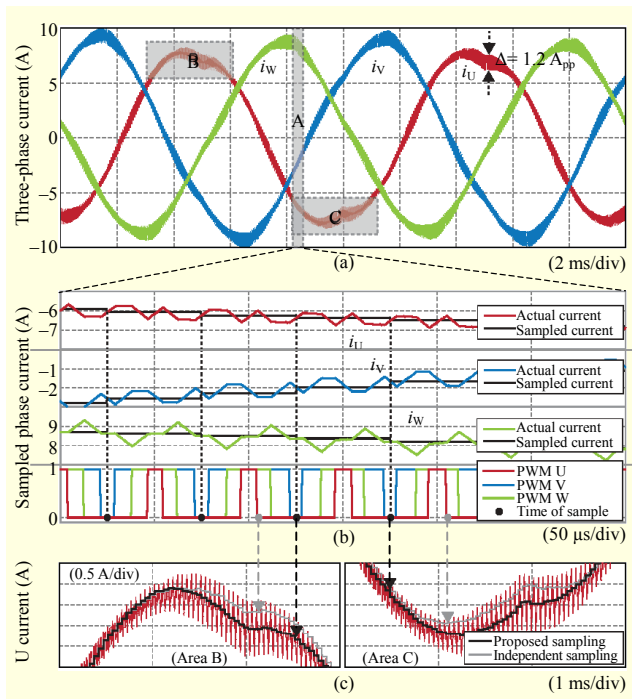 Three-phase current (A)
10
5
0
−5
−10
B
A
C
iW
iV
iU
Δ= 1.2 App
(a)
(2 ms/div)
Sampled phase current (A)
−6
−7
iU
Actual current
Sampled current
−1
−2
iV
Actual current
Sampled current
9
8
iW
Actual current
Sampled current
1
0
PWM U
PWM V
PWM W
Time of sample
(b)
(50 μs/div)
U current (A)
(0.5 A/div)
(Area B)
(Area C)
Proposed sampling
Independent sampling
(c)
(1 ms/div)